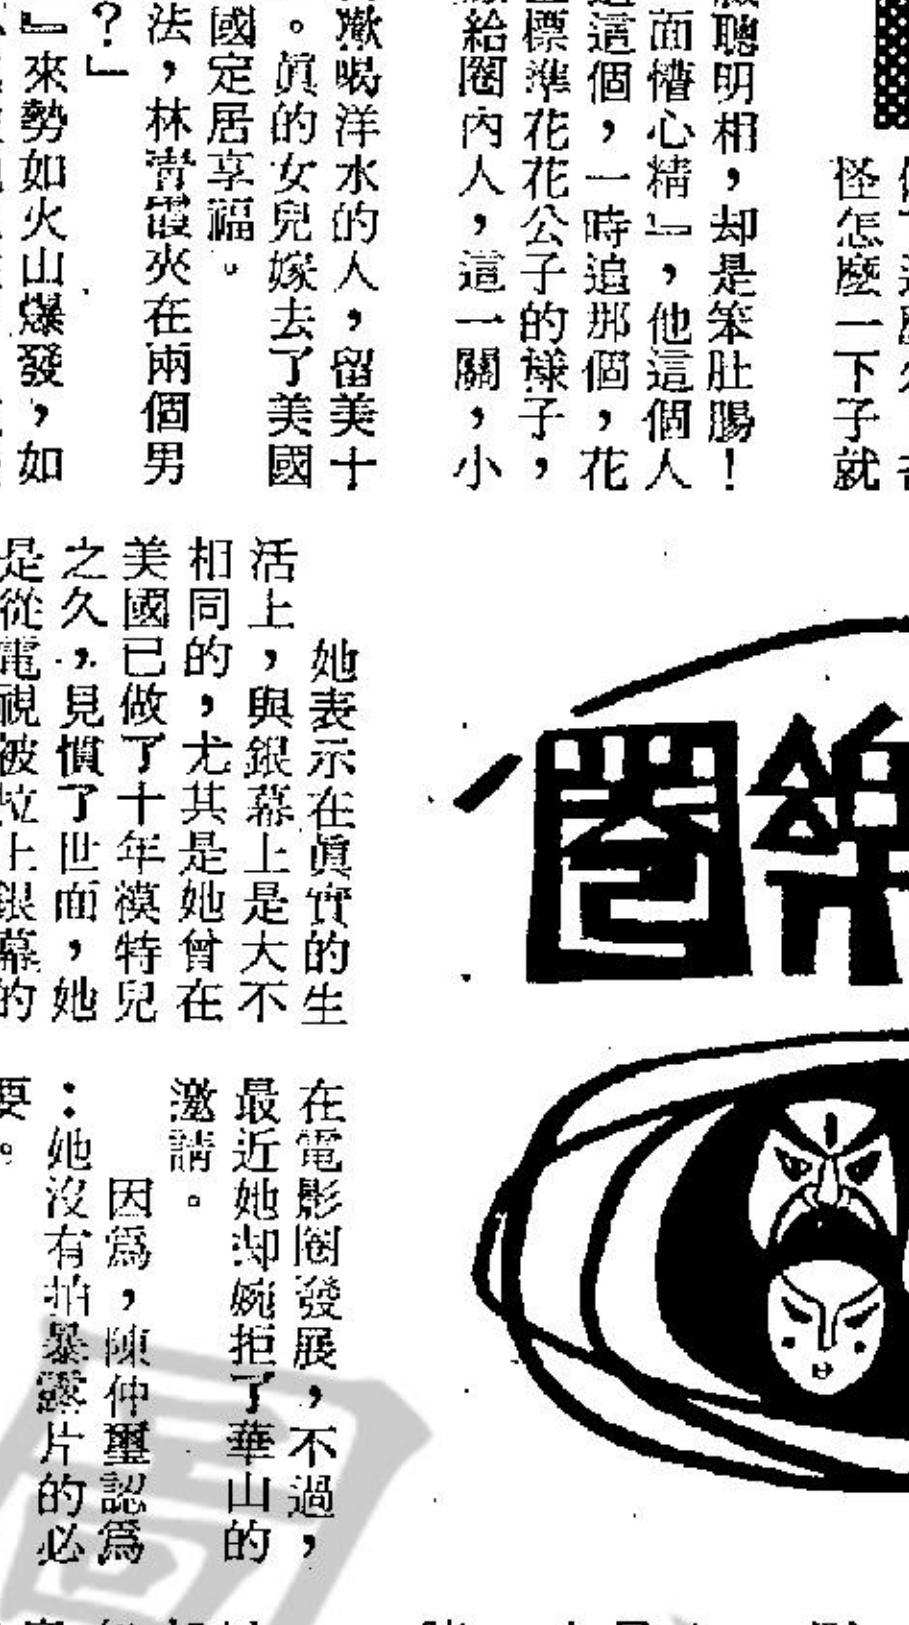 怪怎麼一下子就
聰明相，却是笨肚腸！
面懵心精』，他這個人
這個，一時追那個，花
標準花花公子的樣子，
給圈內人，這一關，小
歡喝洋水的人，留美十
。眞的女兒嫁去了美國
國定居享福。
法，林靑霞夾在兩個男
？」
』來勢如火山爆發，如
樂圈
她表示在眞實的生
活上，與銀幕上是大不
相同的，尤其是她曾在
美國已做了十年模特兒
之久，見慣了世面，她
是從電視被拉上銀幕的
在電影圈發展，不過，
最近她却婉拒了華山的
邀請。
因爲，陳仲璽認爲
：她沒有拍暴露片的必
要。
圖